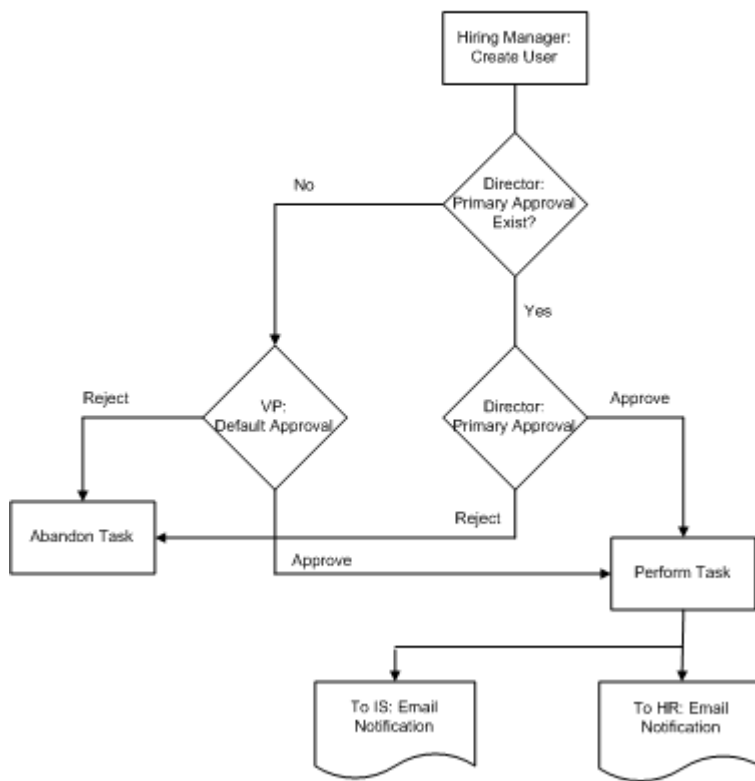 Hiring Manager:
Create User
Director:
Primary Approval
Exist?
No
Yes
VP:
Default Approval
Reject
Director:
Primary Approval
Approve
Abandon Task
Reject
Approve
Perform Task
To IS: Email
Notification
To HR: Email
Notification